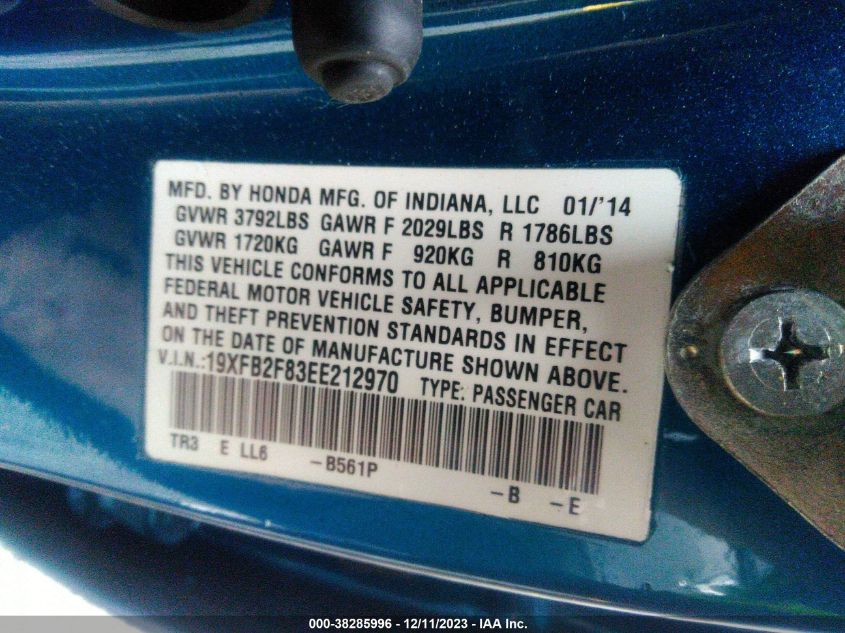 MFD. BY HONDA MFG. OF INDIANA, LLC 01/'14
GVWR 3792LBS GAWR F 2029LBS R 1786LBS
GVWR 1720KG GAWR F 920KG R 810KG
THIS VEHICLE CONFORMS TO ALL APPLICABLE
FEDERAL MOTOR VEHICLE SAFETY, BUMPER,
AND THEFT PREVENTION STANDARDS IN EFFECT
ON THE DATE OF MANUFACTURE SHOWN ABOVE.
V.I.N.:19XFB2F83EE212970 TYPE: PASSENGER CAR
TR3 E LL6 -B561P -B -E
000-38285996 - 12/11/2023 - IAA Inc.